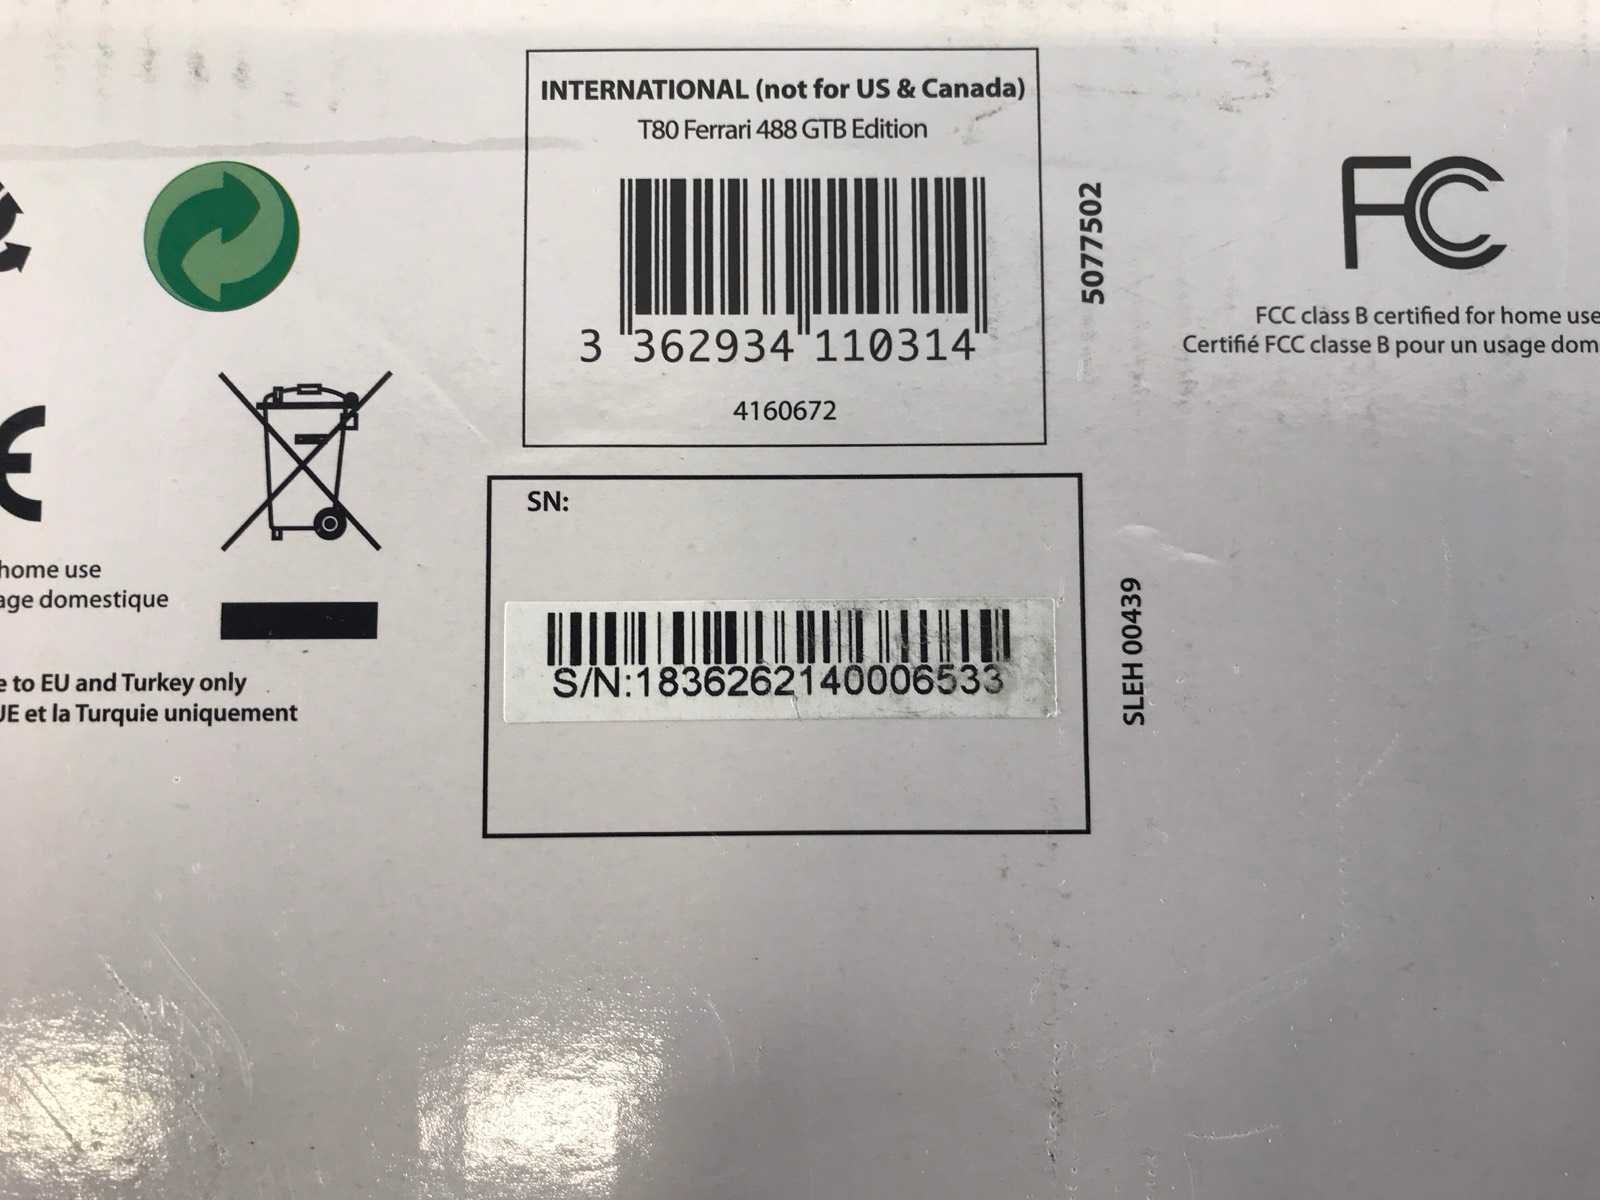 INTERNATIONAL (not for US & Canada)
T80 Ferrari 488 GTB Edition
3 362934 110314
4160672
5077502
FC
FCC class B certified for home use
Certifié FCC classe B pour un usage dom
CE
home use
age domestique
e to EU and Turkey only
UE et la Turquie uniquement
SN:
S/N:1836262140006533
SLEH 00439